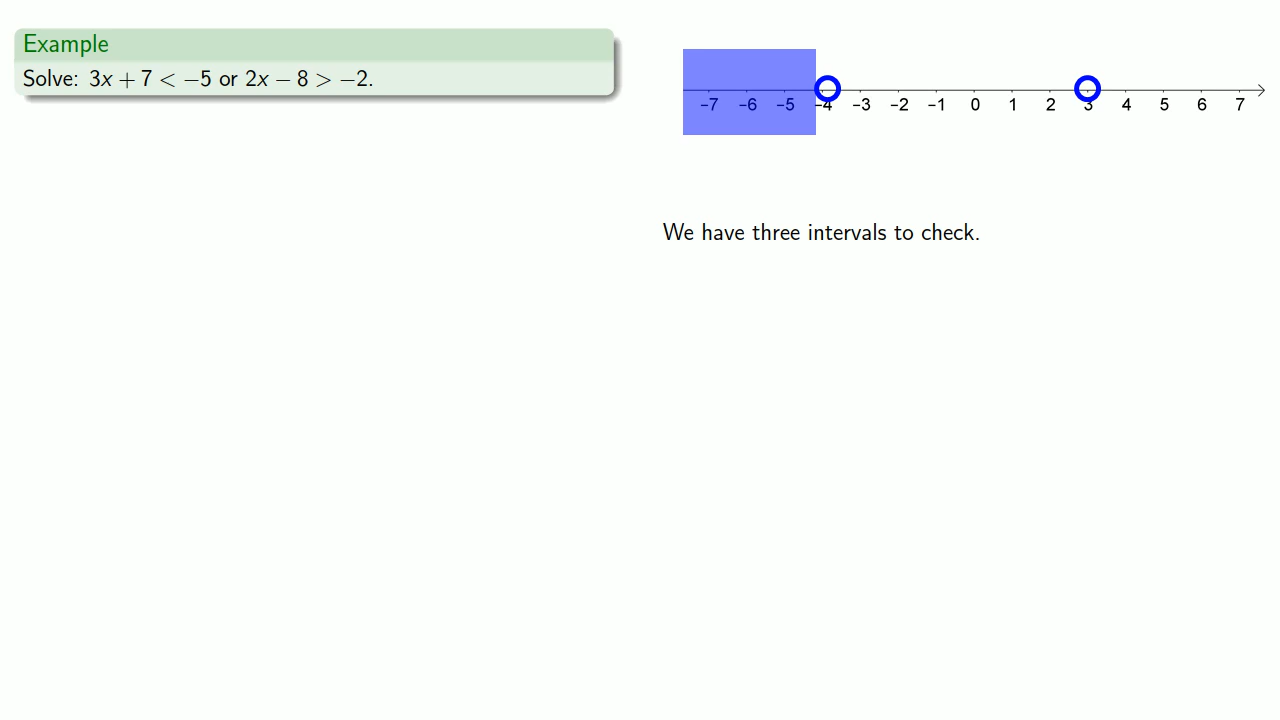 Example
Solve: 3x + 7 < −5 or 2x − 8 > −2.
−7 −6 −5 −4 −3 −2 −1 0 1 2 3 4 5 6 7
We have three intervals to check.